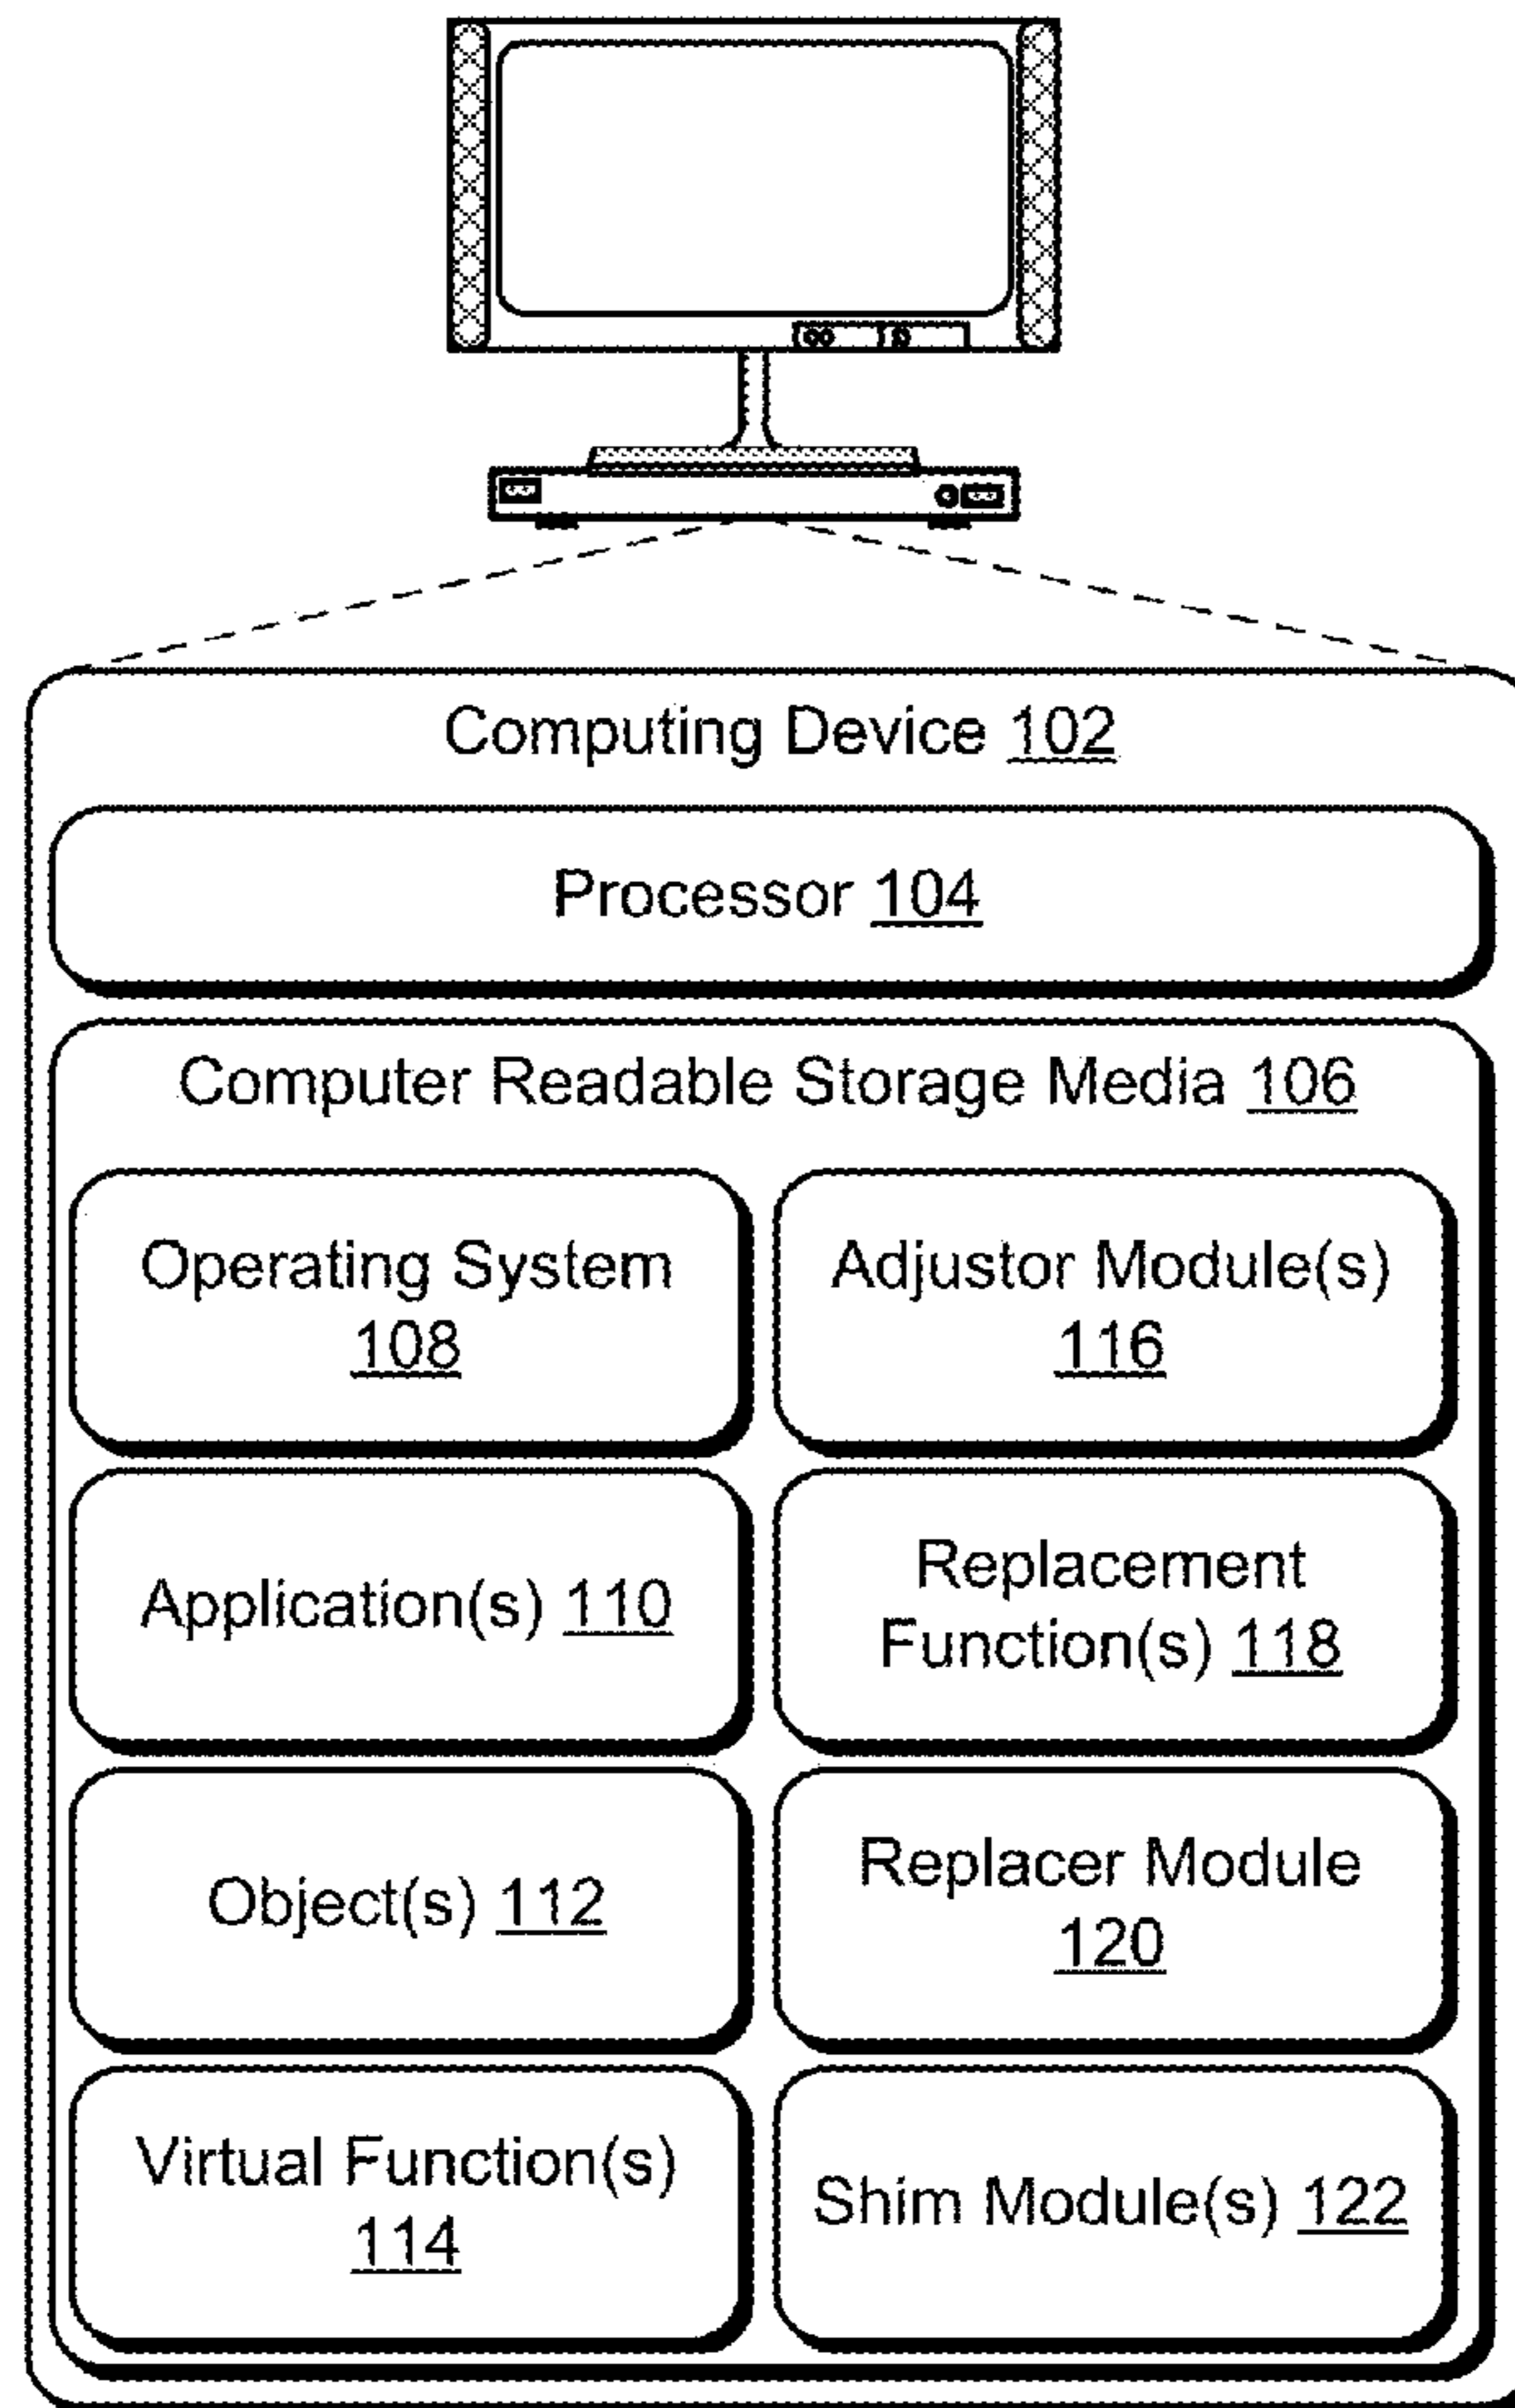 Computing Device 102
Processor 104
Computer Readable Storage Media 106
Operating System
108
Adjustor Module(s)
116
Application(s) 110
Replacement
Function(s) 118
Object(s) 112
Replacer Module
120
Virtual Function(s)
114
Shim Module(s) 122